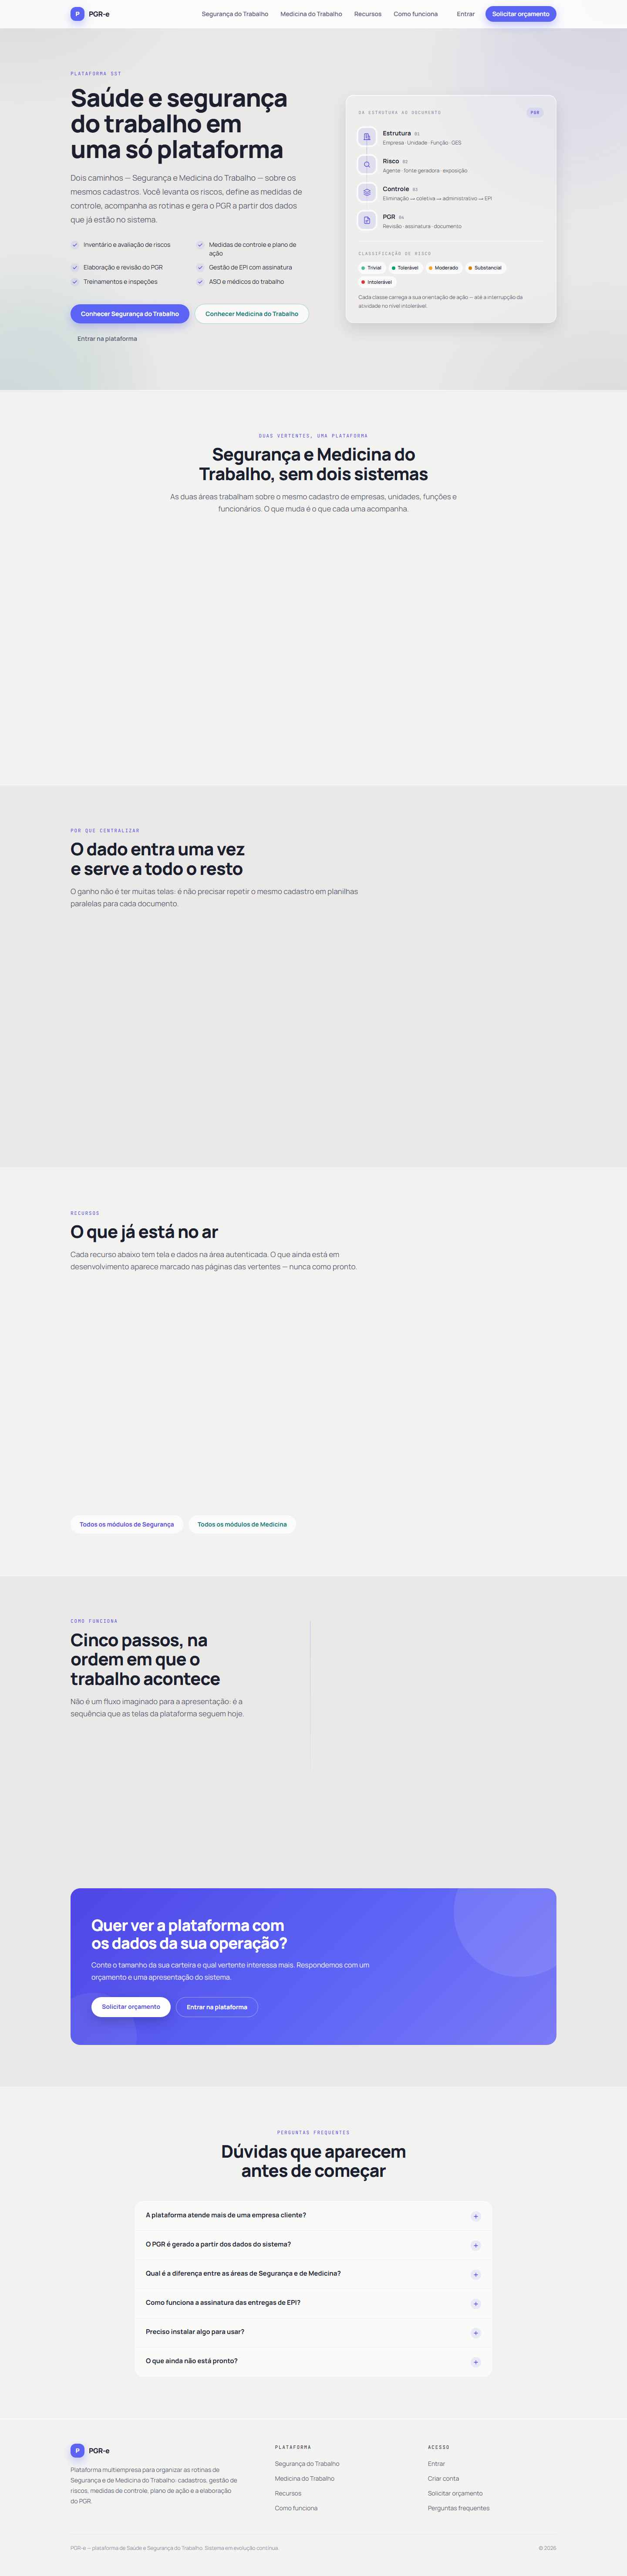 P PGR-e Segurança do Trabalho Medicina do Trabalho Recursos Como funciona Entrar Solicitar orçamento
PLATAFORMA SST
Saúde e segurança
do trabalho em
uma só plataforma
Dois caminhos — Segurança e Medicina do Trabalho — sobre os
mesmos cadastros. Você levanta os riscos, define as medidas de
controle, acompanha as rotinas e gera o PGR a partir dos dados
que já estão no sistema.
Inventário e avaliação de riscos
Medidas de controle e plano de
ação
Elaboração e revisão do PGR
Gestão de EPI com assinatura
Treinamentos e inspeções
ASO e médicos do trabalho
Conhecer Segurança do Trabalho
Conhecer Medicina do Trabalho
Entrar na plataforma
DA ESTRUTURA AO DOCUMENTO
PGR
Estrutura 01
Empresa · Unidade · Função · GES
Risco 02
Agente · fonte geradora · exposição
Controle 03
Eliminação → coletiva → administrativo → EPI
PGR 04
Revisão · assinatura · documento
CLASSIFICAÇÃO DO RISCO
Trivial
Tolerável
Moderado
Substancial
Intolerável
Cada classe carrega a sua orientação de ação — até a interrupção da
atividade no nível intolerável.
DUAS VERTENTES, UMA PLATAFORMA
Segurança e Medicina do
Trabalho, sem dois sistemas
As duas áreas trabalham sobre o mesmo cadastro de empresas, unidades, funções e
funcionários. O que muda é o que cada uma acompanha.
POR QUE CENTRALIZAR
O dado entra uma vez
e serve a todo o resto
O ganho não é ter muitas telas: é não precisar repetir o mesmo cadastro em planilhas
paralelas para cada documento.
RECURSOS
O que já está no ar
Cada recurso abaixo tem tela e dados na área autenticada. O que ainda está em
desenvolvimento aparece marcado nas páginas das vertentes — nunca como pronto.
Todos os módulos de Segurança
Todos os módulos de Medicina
COMO FUNCIONA
Cinco passos, na
ordem em que o
trabalho acontece
Não é um fluxo imaginado para a apresentação: é a
sequência que as telas da plataforma seguem hoje.
Quer ver a plataforma com
os dados da sua operação?
Conte o tamanho da sua carteira e qual vertente interessa mais. Respondemos com um
orçamento e uma apresentação do sistema.
Solicitar orçamento
Entrar na plataforma
PERGUNTAS FREQUENTES
Dúvidas que aparecem
antes de começar
A plataforma atende mais de uma empresa cliente?
O PGR é gerado a partir dos dados do sistema?
Qual é a diferença entre as áreas de Segurança e de Medicina?
Como funciona a assinatura das entregas de EPI?
Preciso instalar algo para usar?
O que ainda não está pronto?
P PGR-e
Plataforma multiempresa para organizar as rotinas de
Segurança e de Medicina do Trabalho: cadastros, gestão de
riscos, medidas de controle, plano de ação e a elaboração
do PGR.
PLATAFORMA
Segurança do Trabalho
Medicina do Trabalho
Recursos
Como funciona
ACESSO
Entrar
Criar conta
Solicitar orçamento
Perguntas frequentes
PGR-e — plataforma de Saúde e Segurança do Trabalho. Sistema em evolução contínua.
© 2026